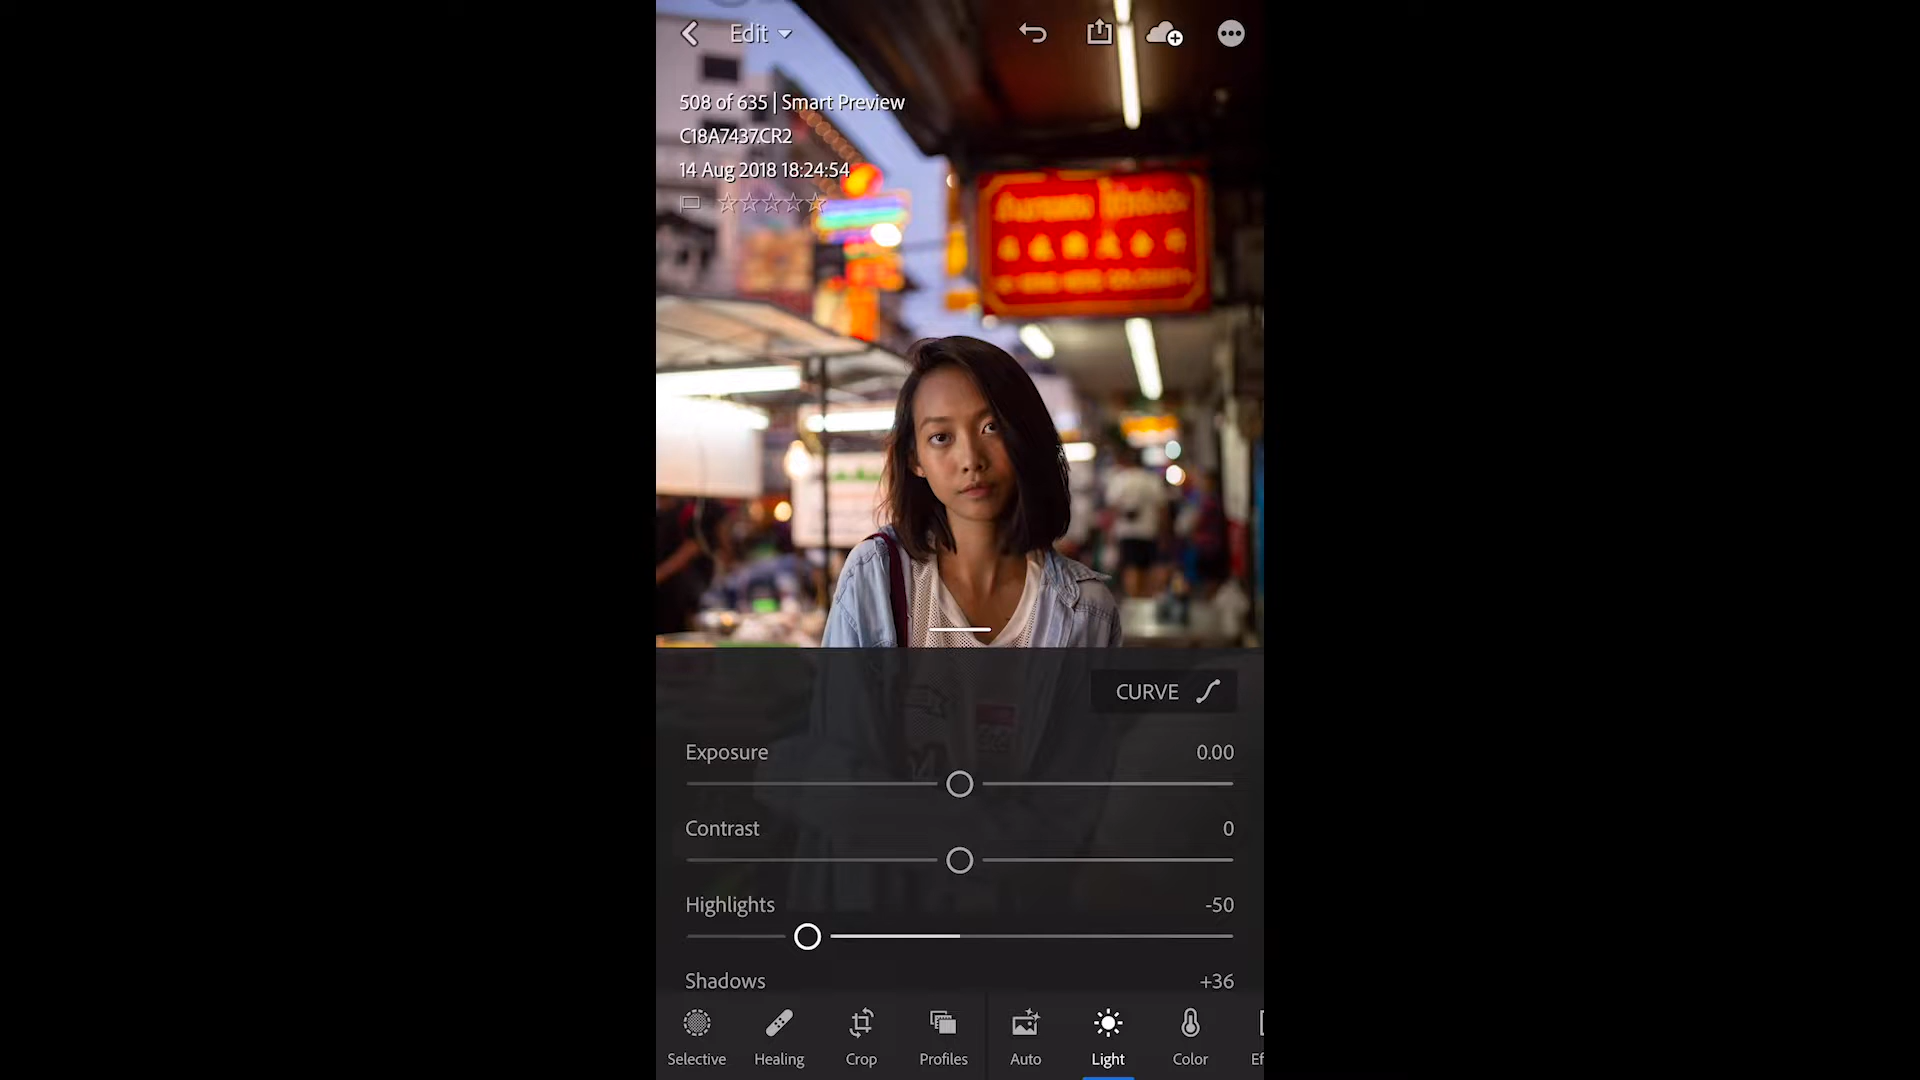 Edit
508 of 635 | Smart Preview
C18A7437.CR2
14 Aug 2018 18:24:54
CURVE
Exposure 0.00
Contrast 0
Highlights -50
Shadows +36
Selective Healing Crop Profiles Auto Light Color Ef